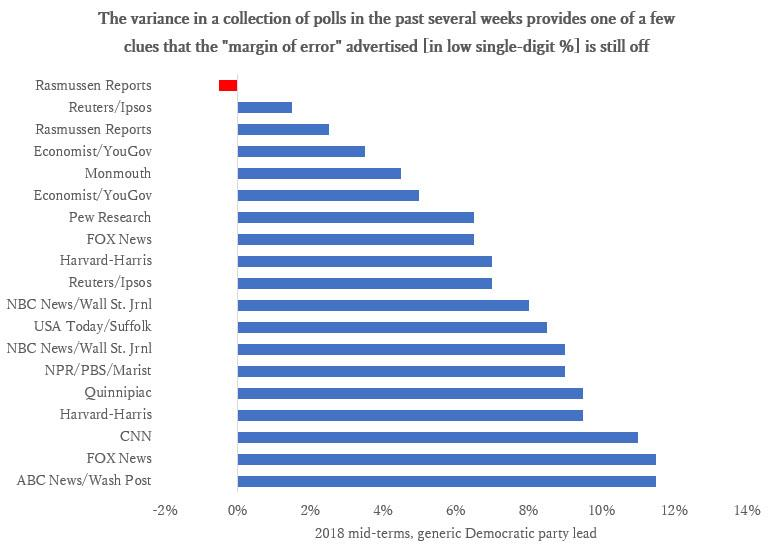 The variance in a collection of polls in the past several weeks provides one of a few
clues that the "margin of error" advertised [in low single-digit %] is still off
Rasmussen Reports
Reuters/Ipsos
Rasmussen Reports
Economist/YouGov
Monmouth
Economist/YouGov
Pew Research
FOX News
Harvard-Harris
Reuters/Ipsos
NBC News/Wall St. Jrnl
USA Today/Suffolk
NBC News/Wall St. Jrnl
NPR/PBS/Marist
Quinnipiac
Harvard-Harris
CNN
FOX News
ABC News/Wash Post
-2% 0% 2% 4% 6% 8% 10% 12% 14%
2018 mid-terms, generic Democratic party lead